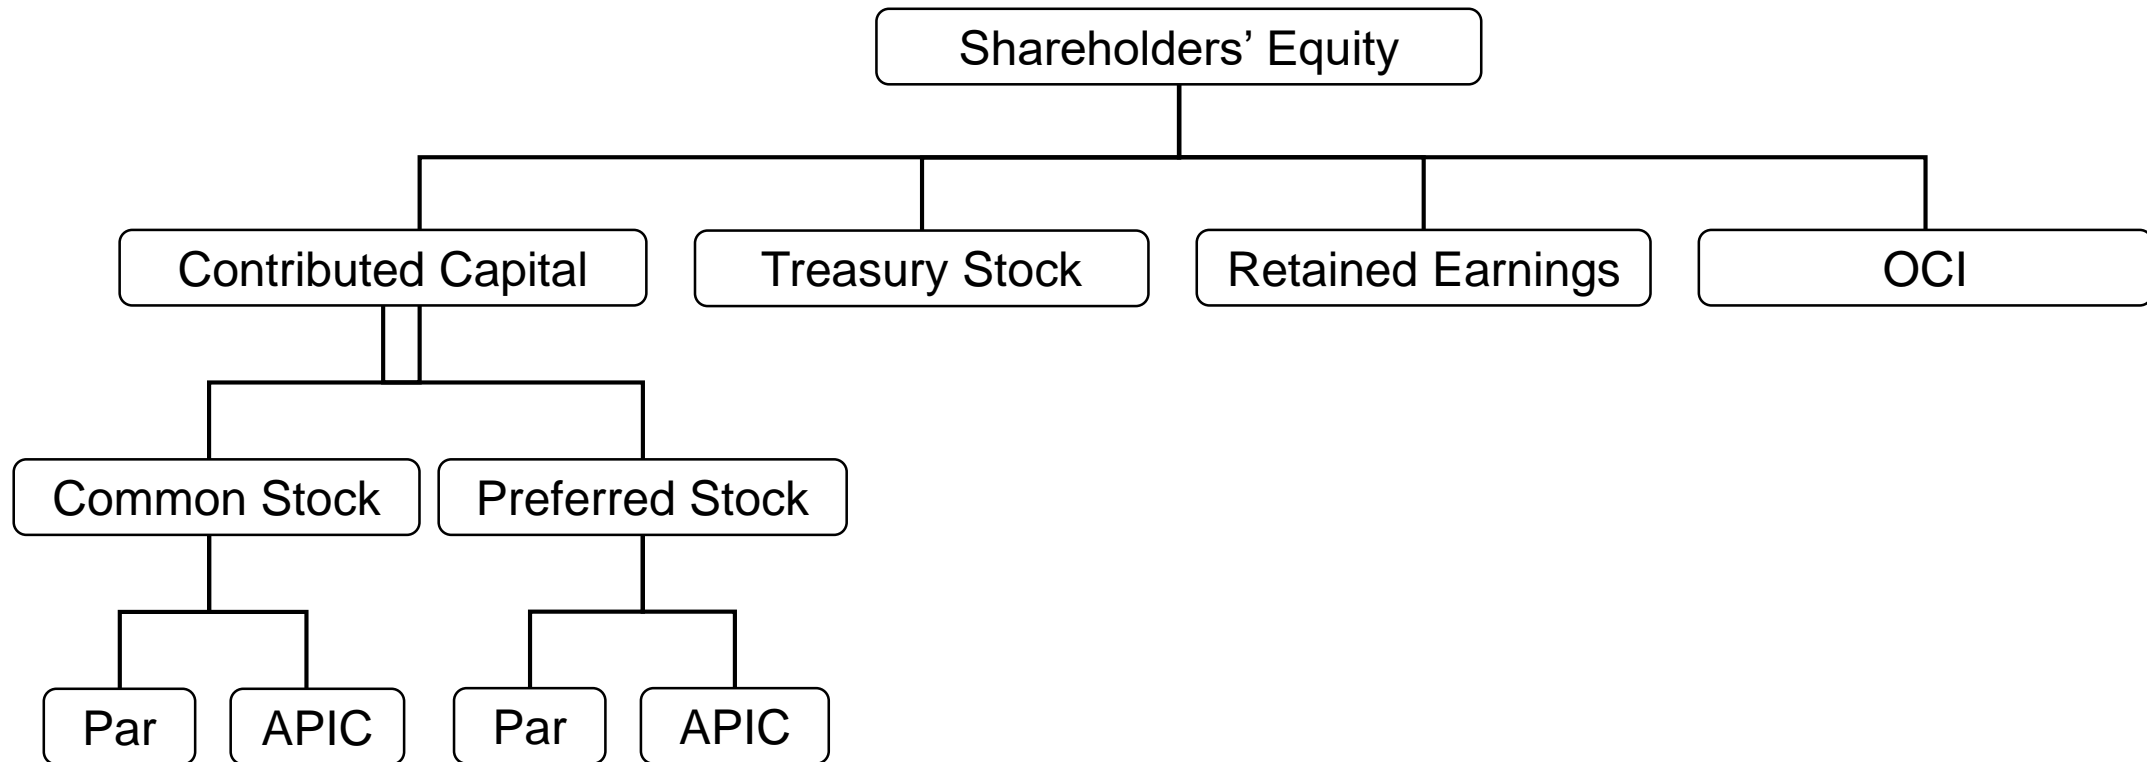 Shareholders’ Equity
Contributed Capital
Treasury Stock
Retained Earnings
OCI
Common Stock
Preferred Stock
Par
APIC
Par
APIC